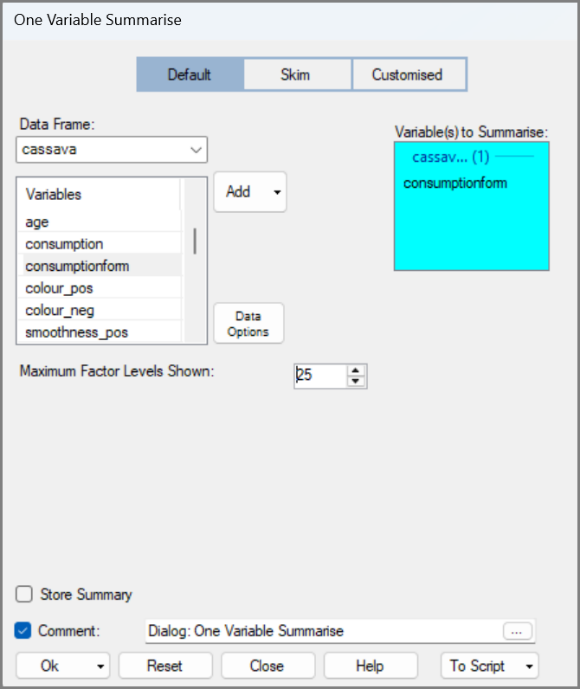 One Variable Summarise
Default Skim Customised
Data Frame:
cassava
Variable(s) to Summarise:
cassav... (1)
consumptionform
Variables
age
consumption
consumptionform
colour_pos
colour_neg
smoothness_pos
Add
Data
Options
Maximum Factor Levels Shown:
25
Store Summary
Comment: Dialog: One Variable Summarise ...
Ok Reset Close Help To Script